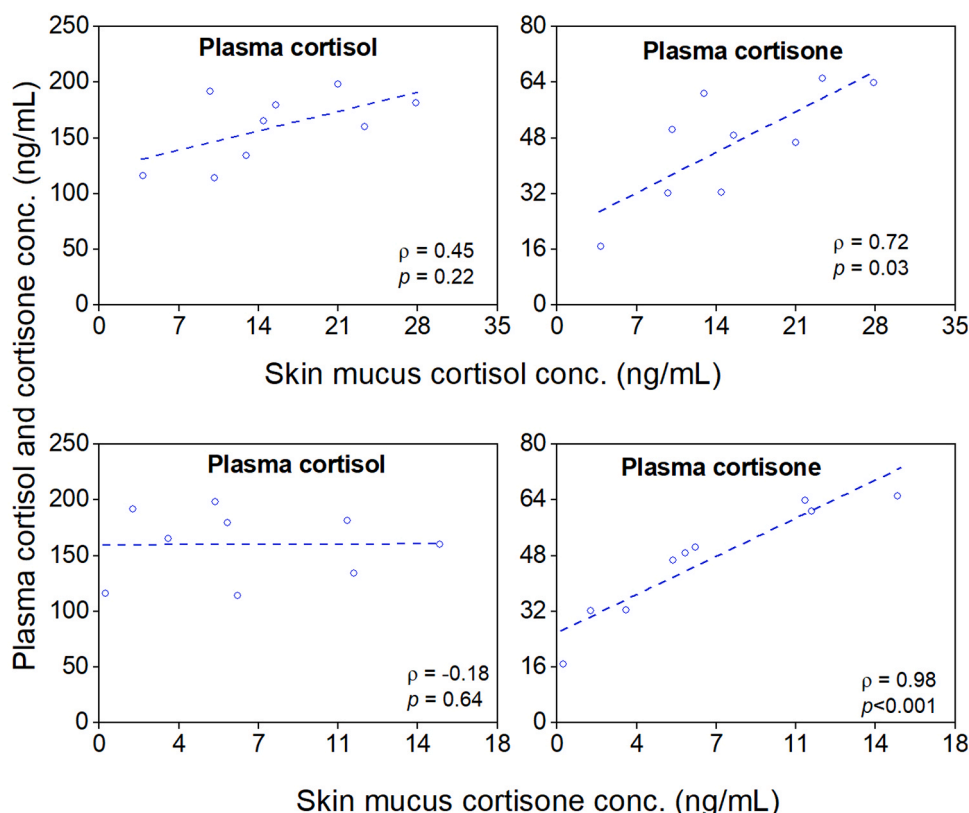 Plasma cortisol and cortisone conc. (ng/mL)
250
200
150
100
50
0
Plasma cortisol
ρ = 0.45
p = 0.22
0 7 14 21 28 35
80
64
48
32
16
0
Plasma cortisone
ρ = 0.72
p = 0.03
0 7 14 21 28 35
Skin mucus cortisol conc. (ng/mL)
250
200
150
100
50
0
Plasma cortisol
ρ = -0.18
p = 0.64
0 4 7 11 14 18
80
64
48
32
16
0
Plasma cortisone
ρ = 0.98
p<0.001
0 4 7 11 14 18
Skin mucus cortisone conc. (ng/mL)